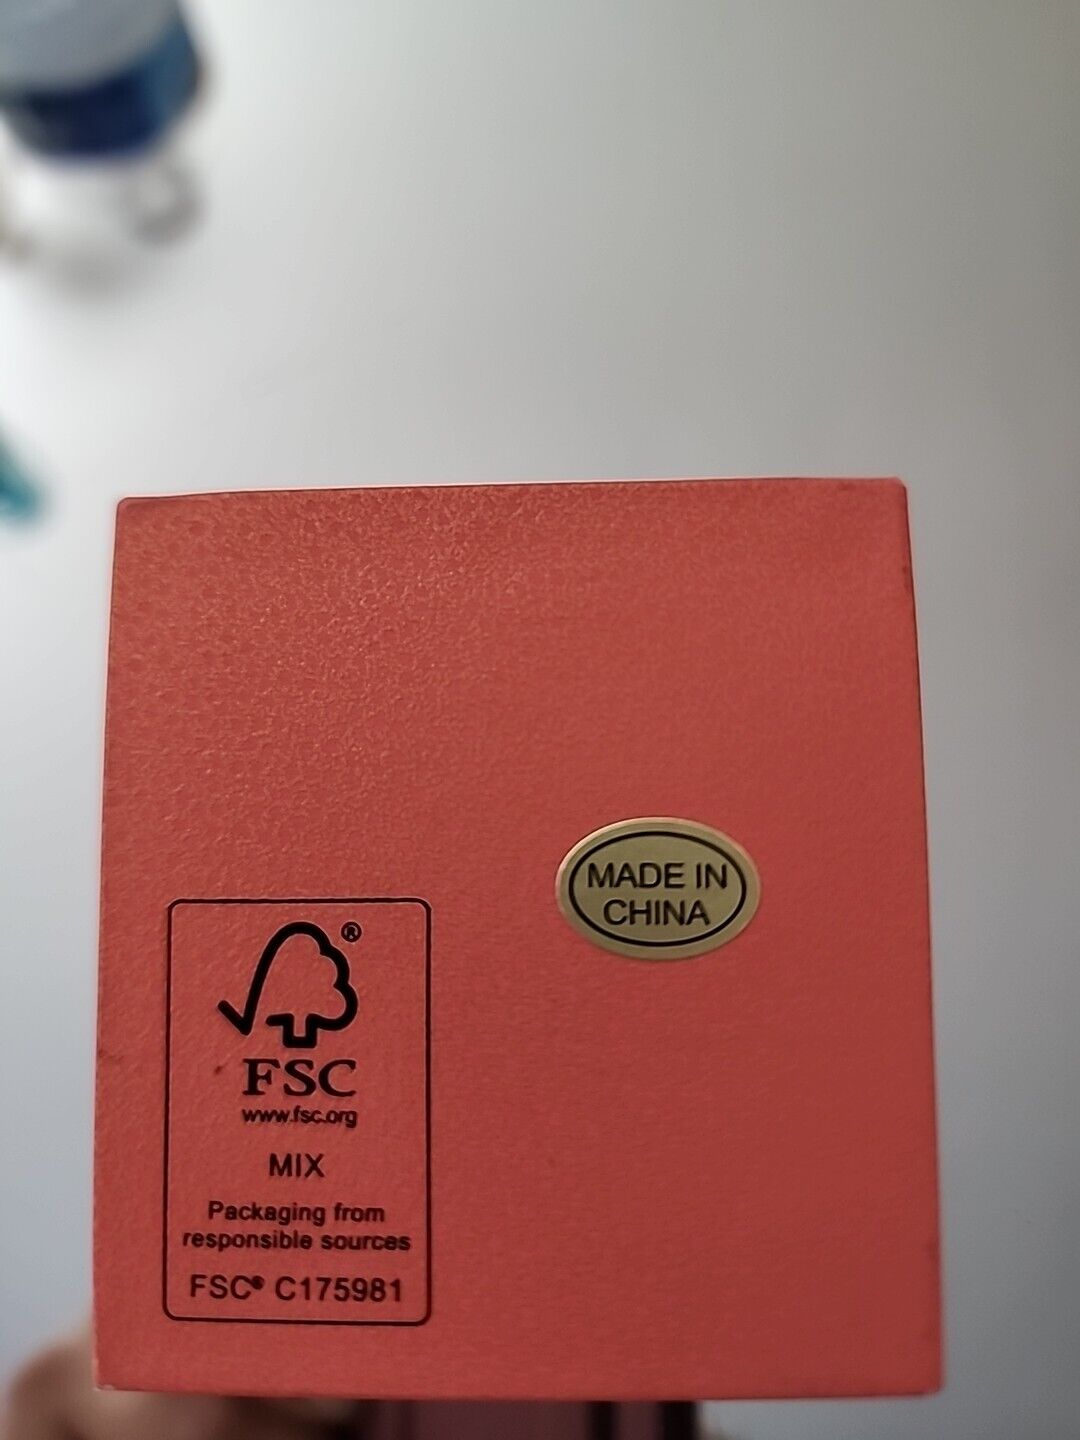 MADE IN
CHINA
®
FSC
www.fsc.org
MIX
Packaging from
responsible sources
FSC® C175981